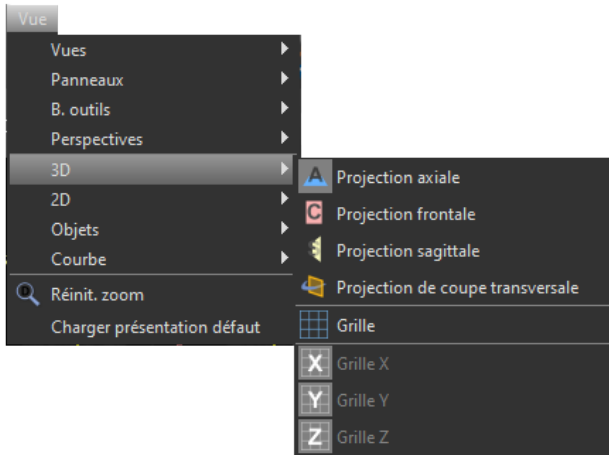 Vue
Vues
Panneaux
B. outils
Perspectives
3D
2D
Objets
Courbe
Réinit. zoom
Charger présentation défaut
A Projection axiale
C Projection frontale
S Projection sagittale
Projection de coupe transversale
Grille
X Grille X
Y Grille Y
Z Grille Z